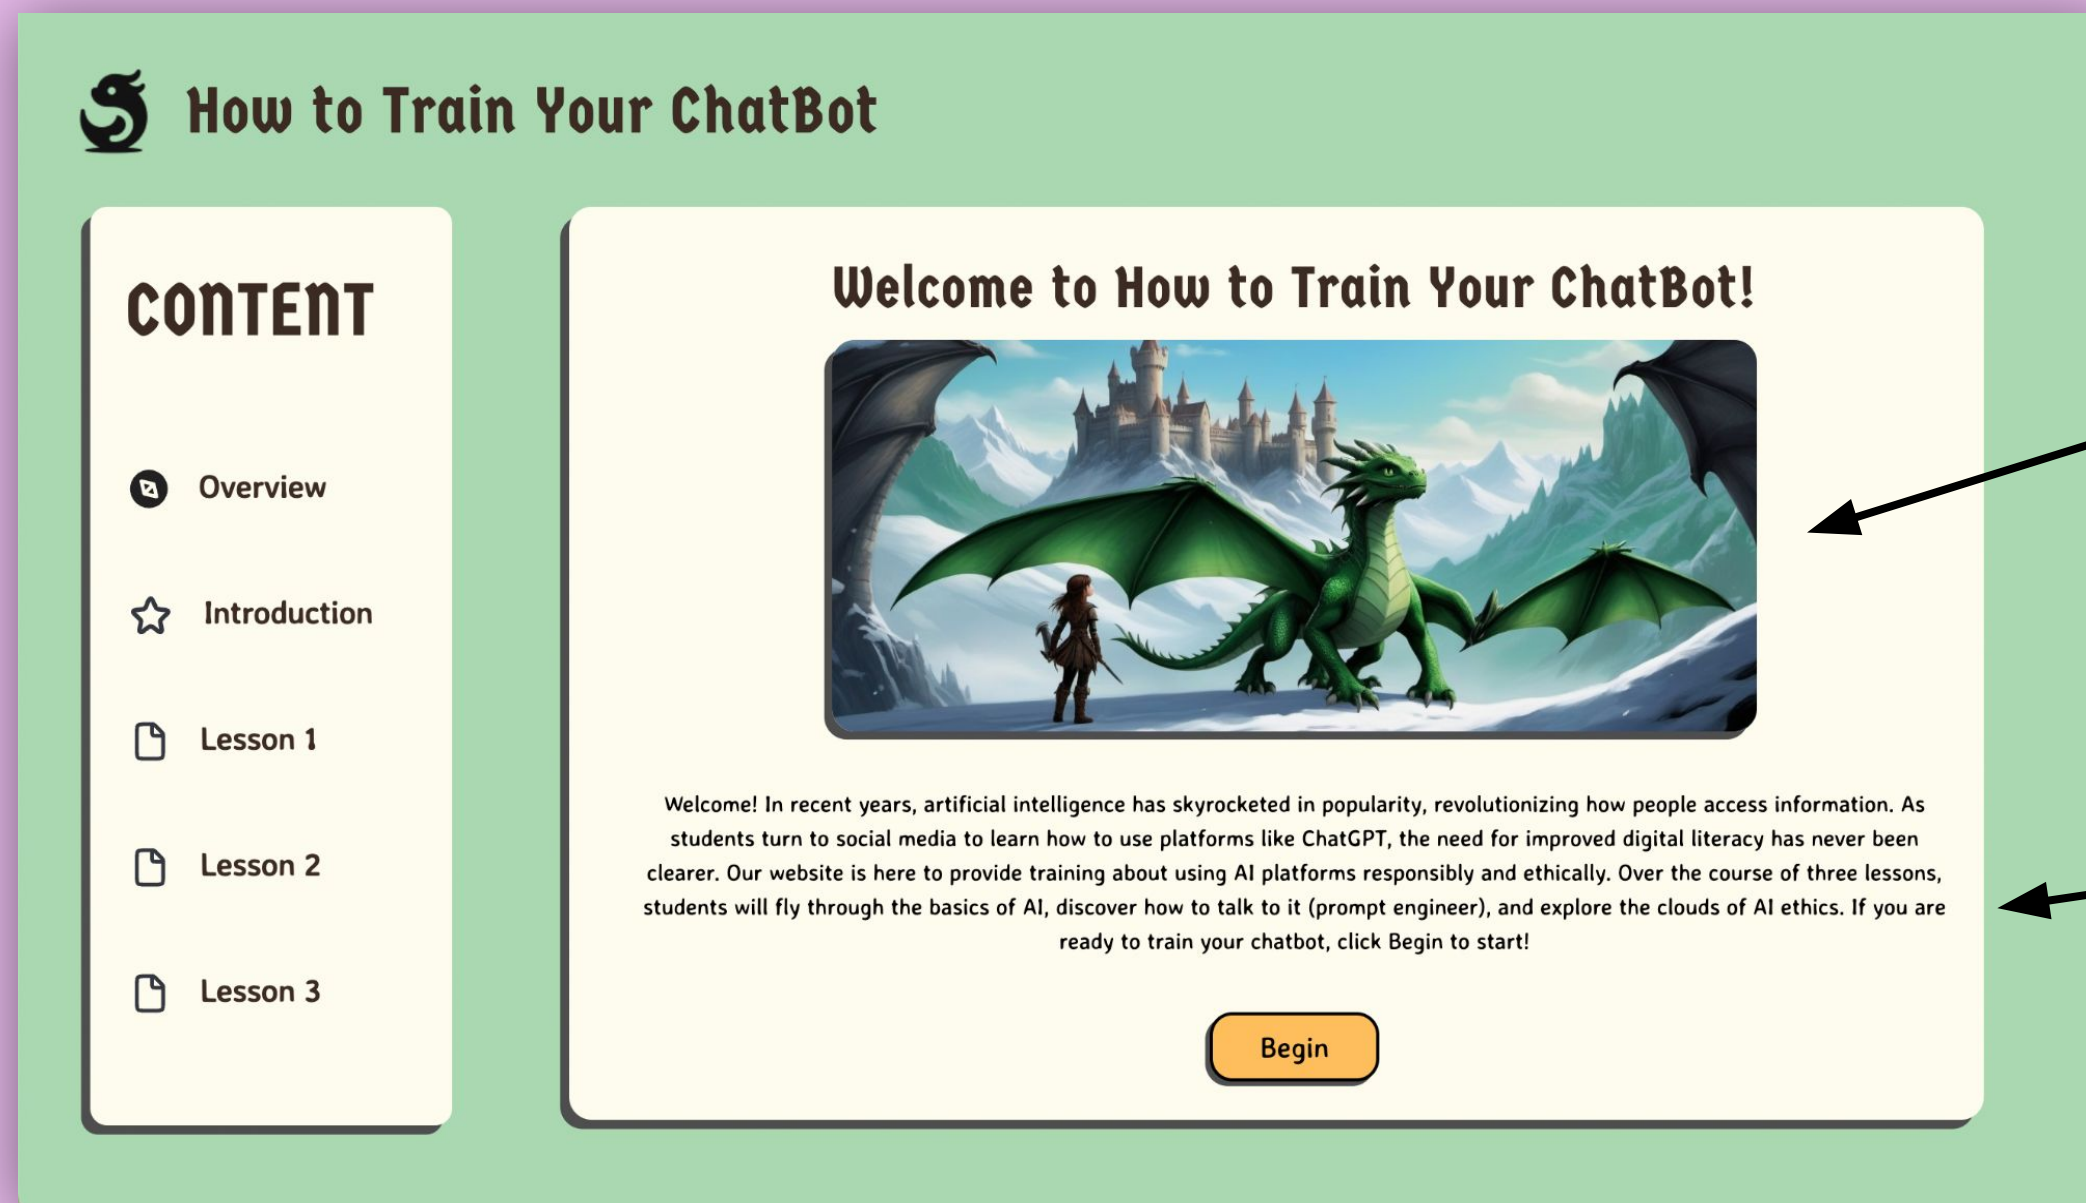 How to Train Your ChatBot
CONTENT
Overview
Introduction
Lesson 1
Lesson 2
Lesson 3
Welcome to How to Train Your ChatBot!
Welcome! In recent years, artificial intelligence has skyrocketed in popularity, revolutionizing how people access information. As
students turn to social media to learn how to use platforms like ChatGPT, the need for improved digital literacy has never been
clearer. Our website is here to provide training about using AI platforms responsibly and ethically. Over the course of three lessons,
students will fly through the basics of AI, discover how to talk to it (prompt engineer), and explore the clouds of AI ethics. If you are
ready to train your chatbot, click Begin to start!
Begin